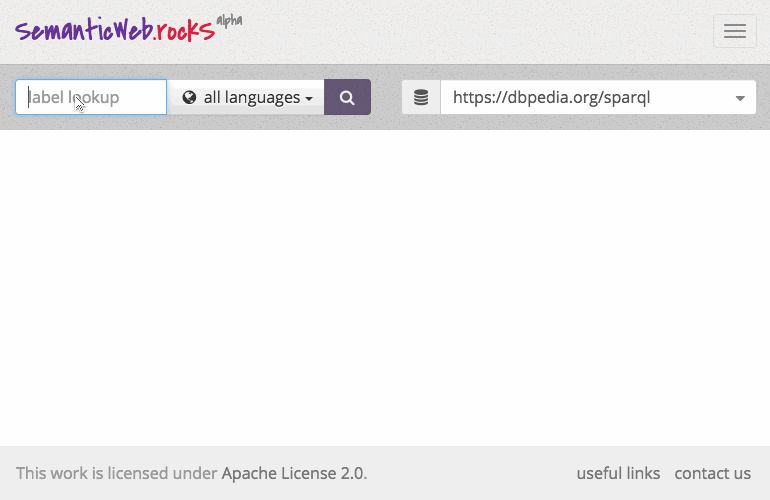 semanticWeb.rocks alpha
label lookup all languages https://dbpedia.org/sparql
This work is licensed under Apache License 2.0. useful links contact us